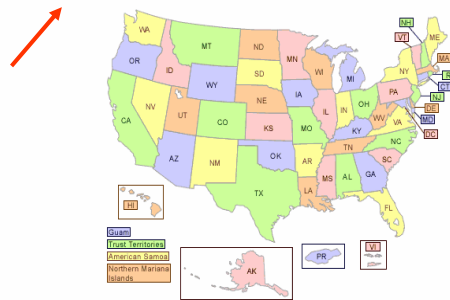 WA
MT
ND
MN
OR
ID
WY
SD
WI
MI
NH
VT
ME
MA
R
CT
NY
NJ
PA
DE
MD
DC
NV
UT
CO
NE
IA
IL
IN
OH
WV
VA
CA
AZ
NM
KS
MO
KY
TN
NC
SC
OK
AR
TX
LA
MS
AL
GA
FL
HI
Guam
Trust Territories
American Samoa
Northern Mariana
Islands
AK
PR
VI